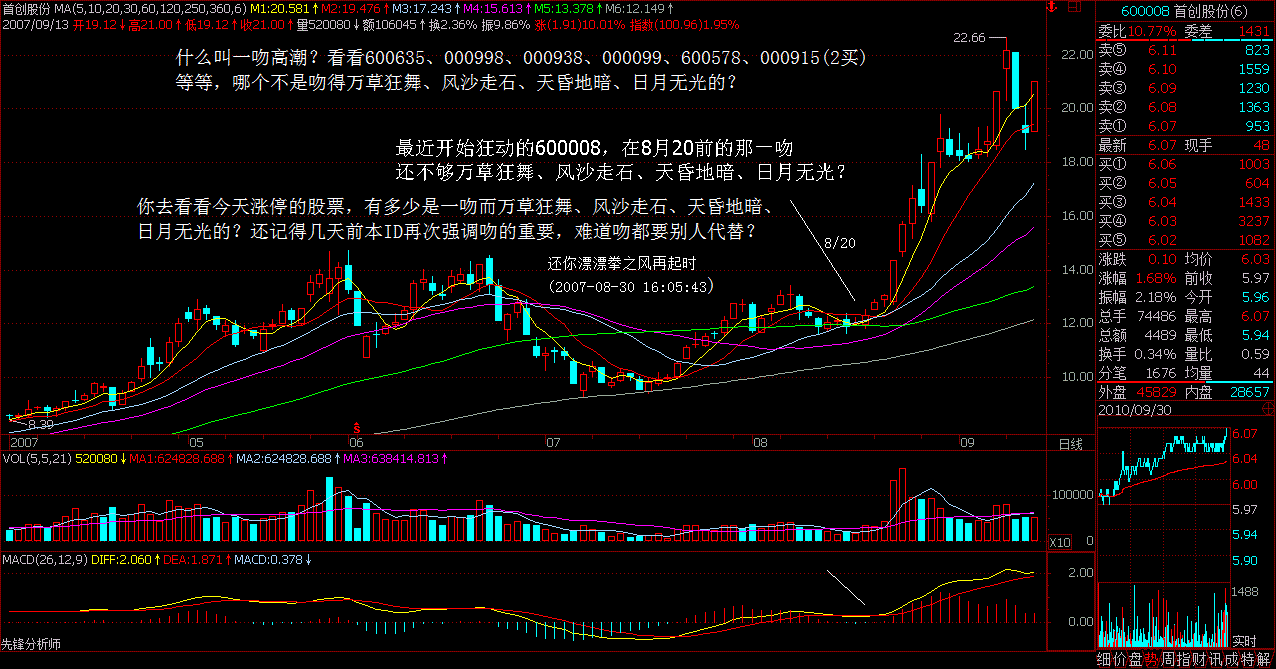 首创股份 MA(5,10,20,30,60,120,250,360,6) M1:20.581↑ M2:19.476↑ M3:17.243↑ M4:15.613↑ M5:13.378↑ M6:12.149↑
2007/09/13 开19.12↓ 高21.00↑ 低19.12↑ 收21.00↑ 量520080↓ 额106045↑ 换2.36% 振9.86% 涨(1.91)10.01% 指数(100.96)1.95%
什么叫一吻高潮？看看600635、000998、000938、000099、600578、000915(2买)
等等，哪个不是吻得万草狂舞、风沙走石、天昏地暗、日月无光的？
22.66
最近开始狂动的600008，在8月20前的那一吻
还不够万草狂舞、风沙走石、天昏地暗、日月无光？
你去看看今天涨停的股票，有多少是一吻而万草狂舞、风沙走石、天昏地暗、
日月无光的？还记得几天前本ID再次强调吻的重要，难道吻都要别人代替？
8/20
还你漂漂拳之风再起时
(2007-08-30 16:05:43)
8.39
22.00
20.00
18.00
16.00
14.00
12.00
10.00
2007 05 06 07 08 09 日线
VOL(5,5,21) 520080↓ MA1:624828.688↑ MA2:624828.688↑ MA3:638414.813↑
100000
X10 0
MACD(26,12,9) DIFF:2.060↑ DEA:1.871↑ MACD:0.378↓
2.00
0.00
先锋分析师
600008 首创股份(6)
委比 10.77% 委差 1431
卖⑤ 6.11 823
卖④ 6.10 1559
卖③ 6.09 1230
卖② 6.08 1363
卖① 6.07 953
最新 6.07 现手 48
买① 6.06 1003
买② 6.05 604
买③ 6.04 1433
买④ 6.03 3237
买⑤ 6.02 1082
涨跌 0.10 均价 6.03
涨幅 1.68% 前收 5.97
振幅 2.18% 今开 5.96
总手 74486 最高 6.07
总额 4489 最低 5.94
换手 0.34% 量比 0.59
分笔 1676 均量 44
外盘 45829 内盘 28657
2010/09/30
6.07
6.04
6.00
5.97
5.94
5.90
1488
实时
细价盘势周指财讯成特解